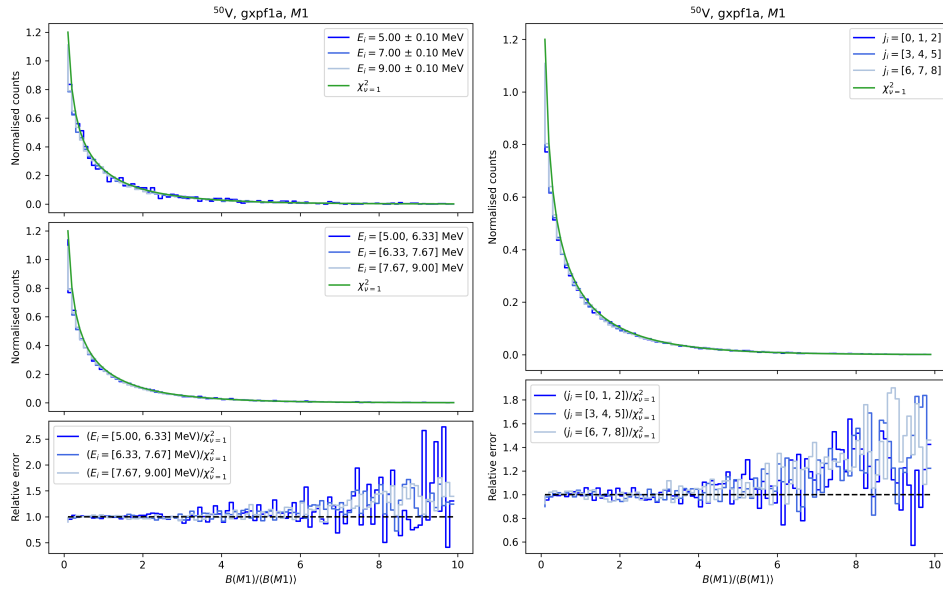 ⁵⁰V, gxpf1a, M1
1.2
1.0
0.8
0.6
0.4
0.2
0.0
Normalised counts
E_i = 5.00 ± 0.10 MeV
E_i = 7.00 ± 0.10 MeV
E_i = 9.00 ± 0.10 MeV
χ²_{ν=1}
1.2
1.0
0.8
0.6
0.4
0.2
0.0
Normalised counts
E_i = [5.00, 6.33] MeV
E_i = [6.33, 7.67] MeV
E_i = [7.67, 9.00] MeV
χ²_{ν=1}
2.5
2.0
1.5
1.0
0.5
Relative error
(E_i = [5.00, 6.33] MeV)/χ²_{ν=1}
(E_i = [6.33, 7.67] MeV)/χ²_{ν=1}
(E_i = [7.67, 9.00] MeV)/χ²_{ν=1}
0 2 4 6 8 10
B(M1)/⟨B(M1)⟩
⁵⁰V, gxpf1a, M1
1.2
1.0
0.8
0.6
0.4
0.2
0.0
Normalised counts
j_i = [0, 1, 2]
j_i = [3, 4, 5]
j_i = [6, 7, 8]
χ²_{ν=1}
1.8
1.6
1.4
1.2
1.0
0.8
0.6
Relative error
(j_i = [0, 1, 2])/χ²_{ν=1}
(j_i = [3, 4, 5])/χ²_{ν=1}
(j_i = [6, 7, 8])/χ²_{ν=1}
0 2 4 6 8 10
B(M1)/⟨B(M1)⟩